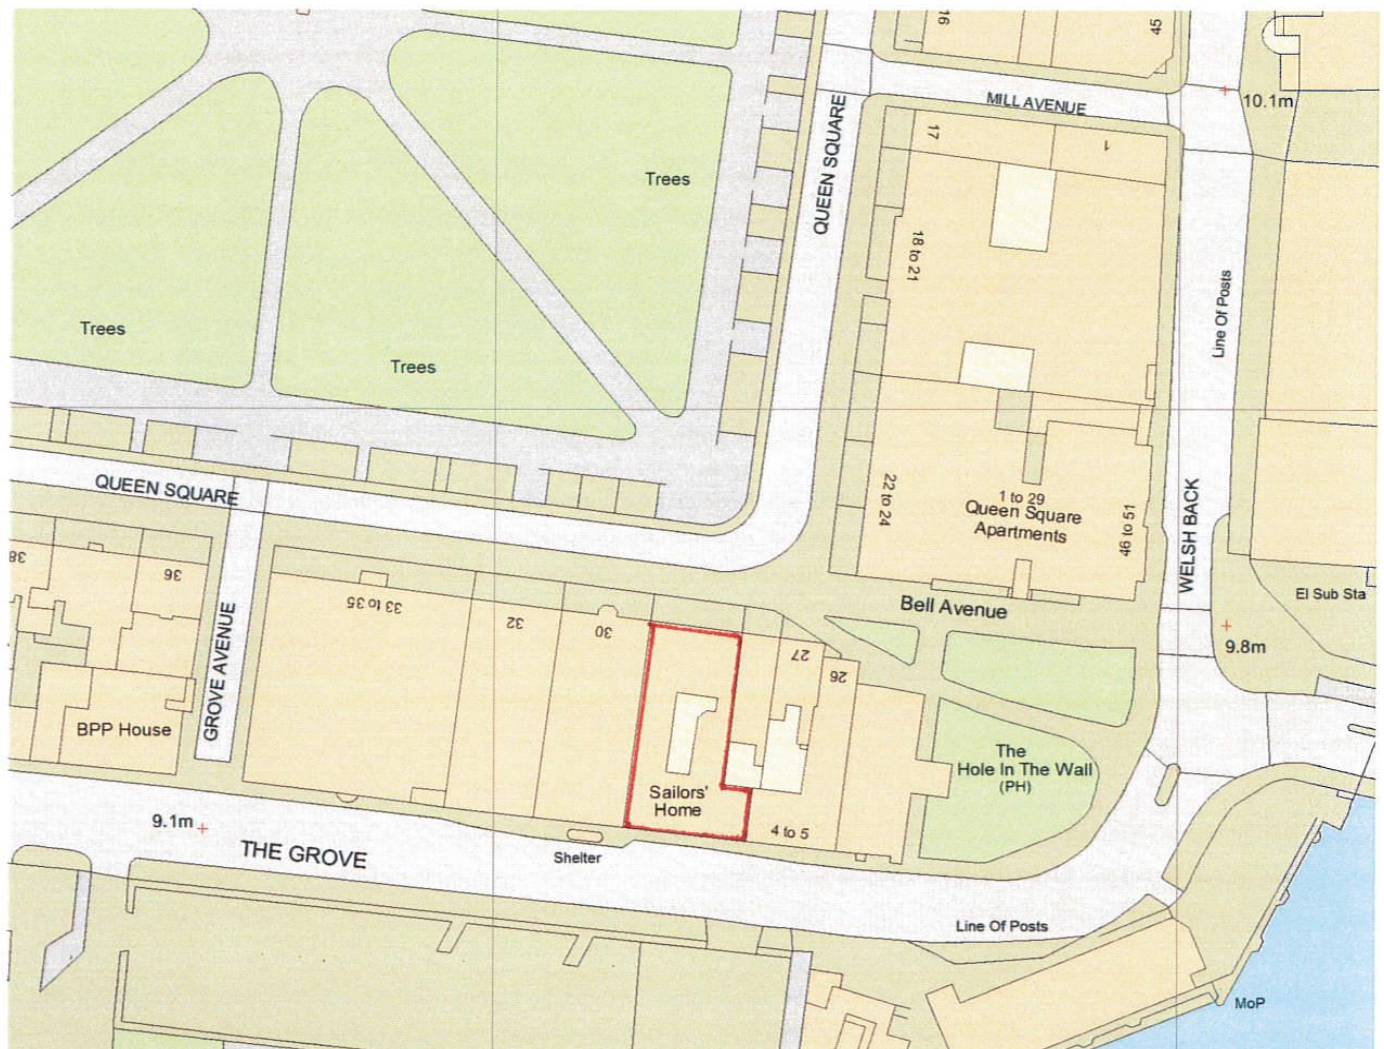 16
45
MILL AVENUE
10.1m
QUEEN SQUARE
17
1
Trees
18 to 21
Line Of Posts
Trees
Trees
QUEEN SQUARE
22 to 24
1 to 29
Queen Square
Apartments
46 to 51
WELSH BACK
38
36
33 to 35
32
30
Bell Avenue
El Sub Sta
9.8m
27
26
GROVE AVENUE
BPP House
The
Hole In The Wall
(PH)
Sailors'
Home
4 to 5
9.1m
THE GROVE
Shelter
Line Of Posts
MoP